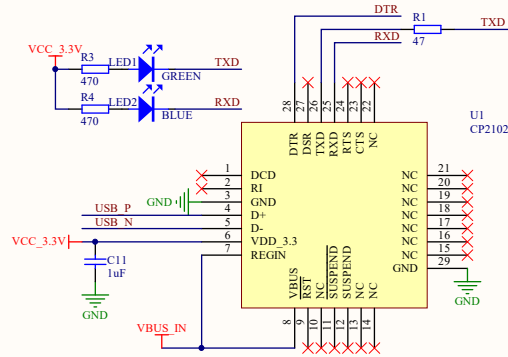 DTR
R1
TXD
RXD
47
VCC_3.3V
R3
LED1
TXD
470
GREEN
R4
LED2
RXD
470
BLUE
28
27
26
25
24
23
22
DTR
DSR
TXD
RXD
RTS
CTS
NC
U1
CP2102
1
DCD
NC
21
2
RI
NC
20
GND
3
GND
NC
19
USB_P
4
D+
NC
18
USB_N
5
D-
NC
17
VCC_3.3V
6
VDD_3.3
NC
16
7
REGIN
NC
15
GND
29
C11
1uF
GND
GND
VBUS
RST
NC
SUSPEND
SUSPEND
NC
NC
8
9
10
11
12
13
14
VBUS_IN